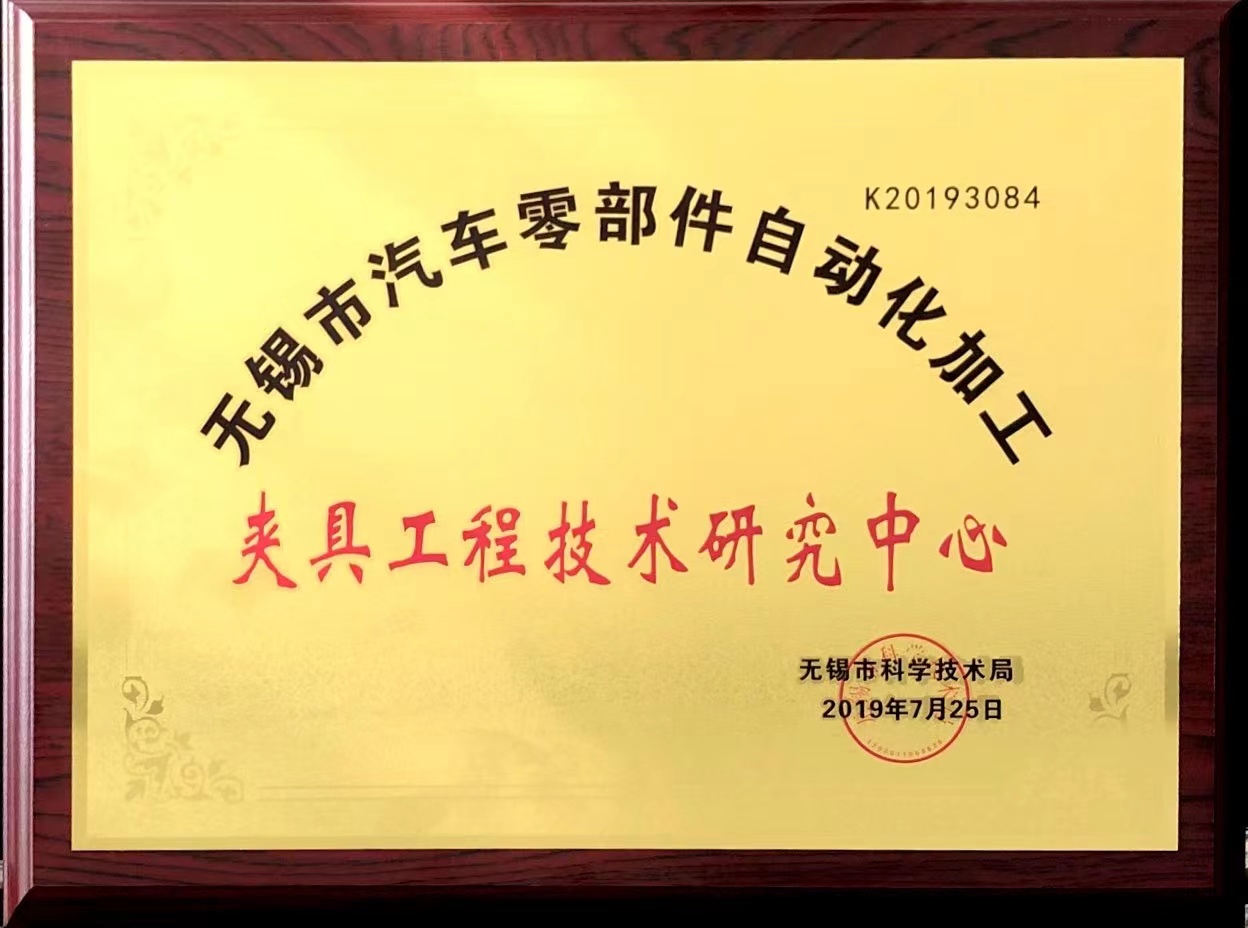 K20193084
无锡市汽车零部件自动化加工
夹具工程技术研究中心
无锡市科学技术局
2019年7月25日